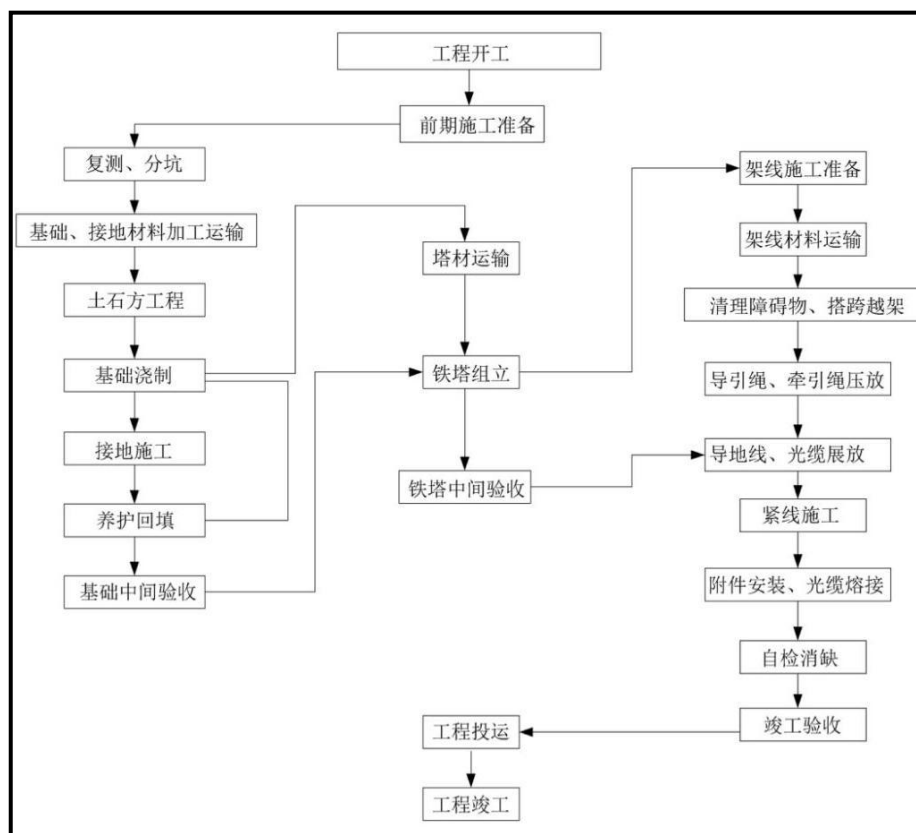 工程开工
前期施工准备
复测、分坑
基础、接地材料加工运输
土石方工程
基础浇制
接地施工
养护回填
基础中间验收
塔材运输
铁塔组立
铁塔中间验收
架线施工准备
架线材料运输
清理障碍物、搭跨越架
导引绳、牵引绳压放
导地线、光缆展放
紧线施工
附件安装、光缆熔接
自检消缺
竣工验收
工程投运
工程竣工